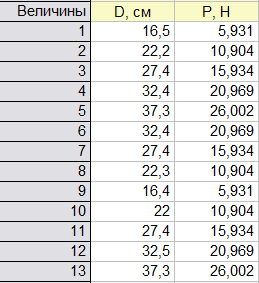 Величины D, см P, Н
1 16,5 5,931
2 22,2 10,904
3 27,4 15,934
4 32,4 20,969
5 37,3 26,002
6 32,4 20,969
7 27,4 15,934
8 22,3 10,904
9 16,4 5,931
10 22 10,904
11 27,4 15,934
12 32,5 20,969
13 37,3 26,002